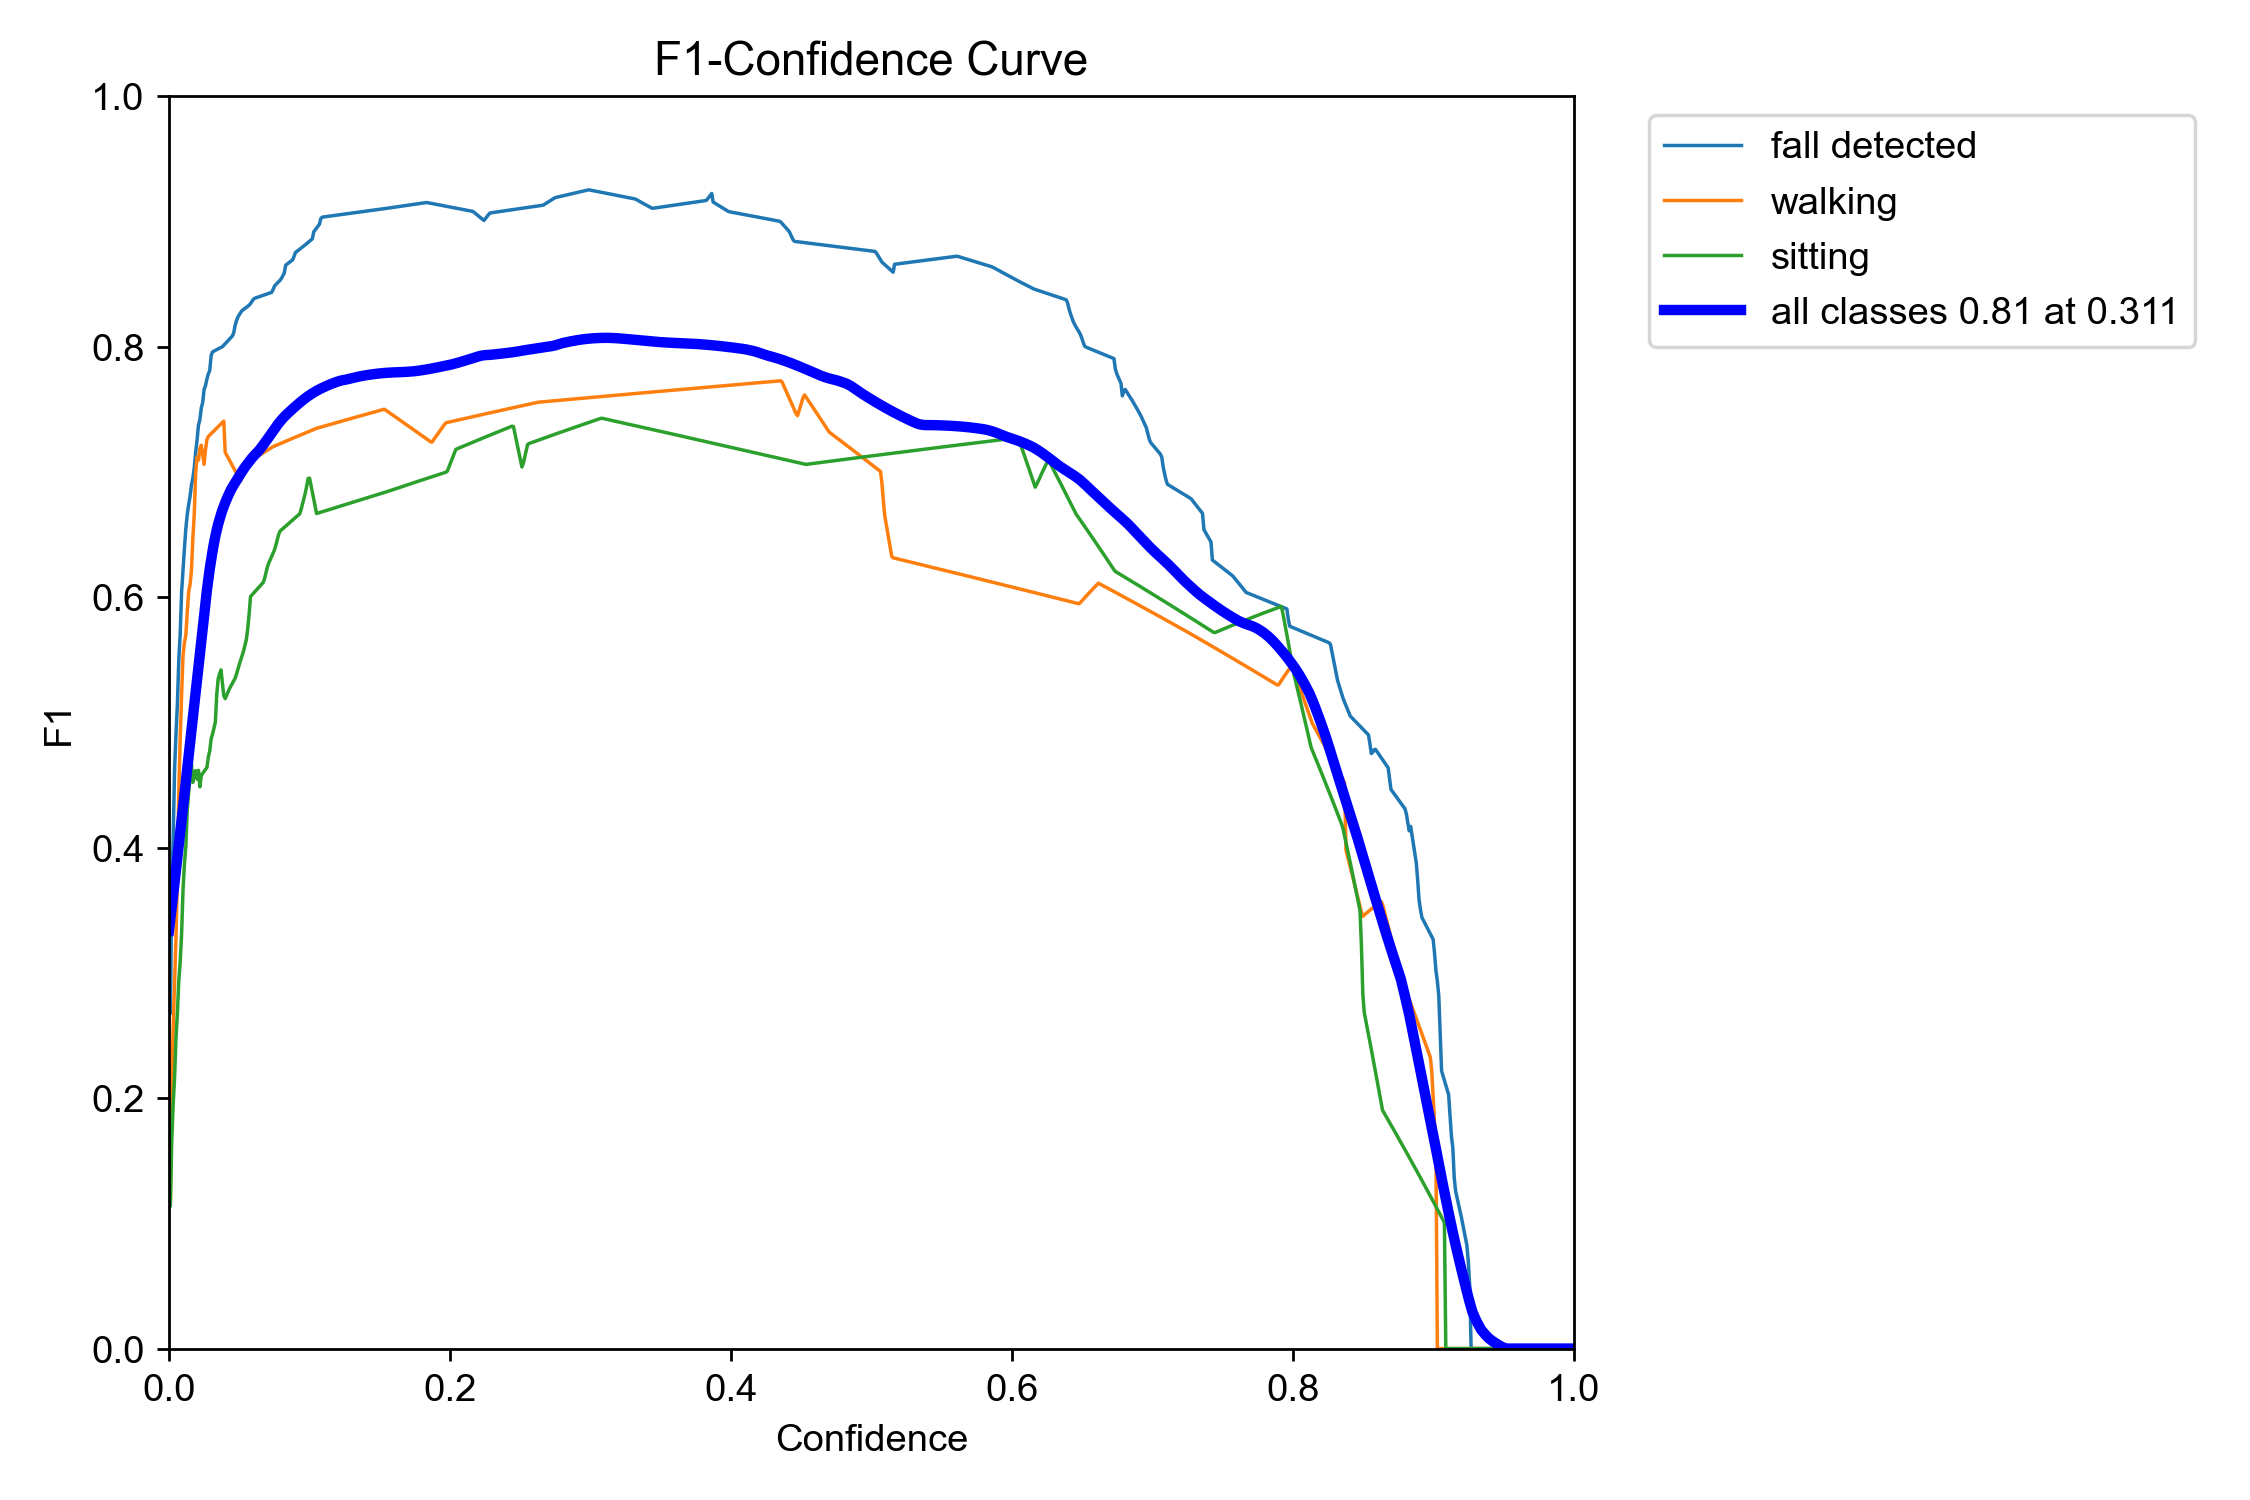 F1-Confidence Curve
1.0
0.8
0.6
0.4
0.2
0.0
F1
0.0 0.2 0.4 0.6 0.8 1.0
Confidence
fall detected
walking
sitting
all classes 0.81 at 0.311